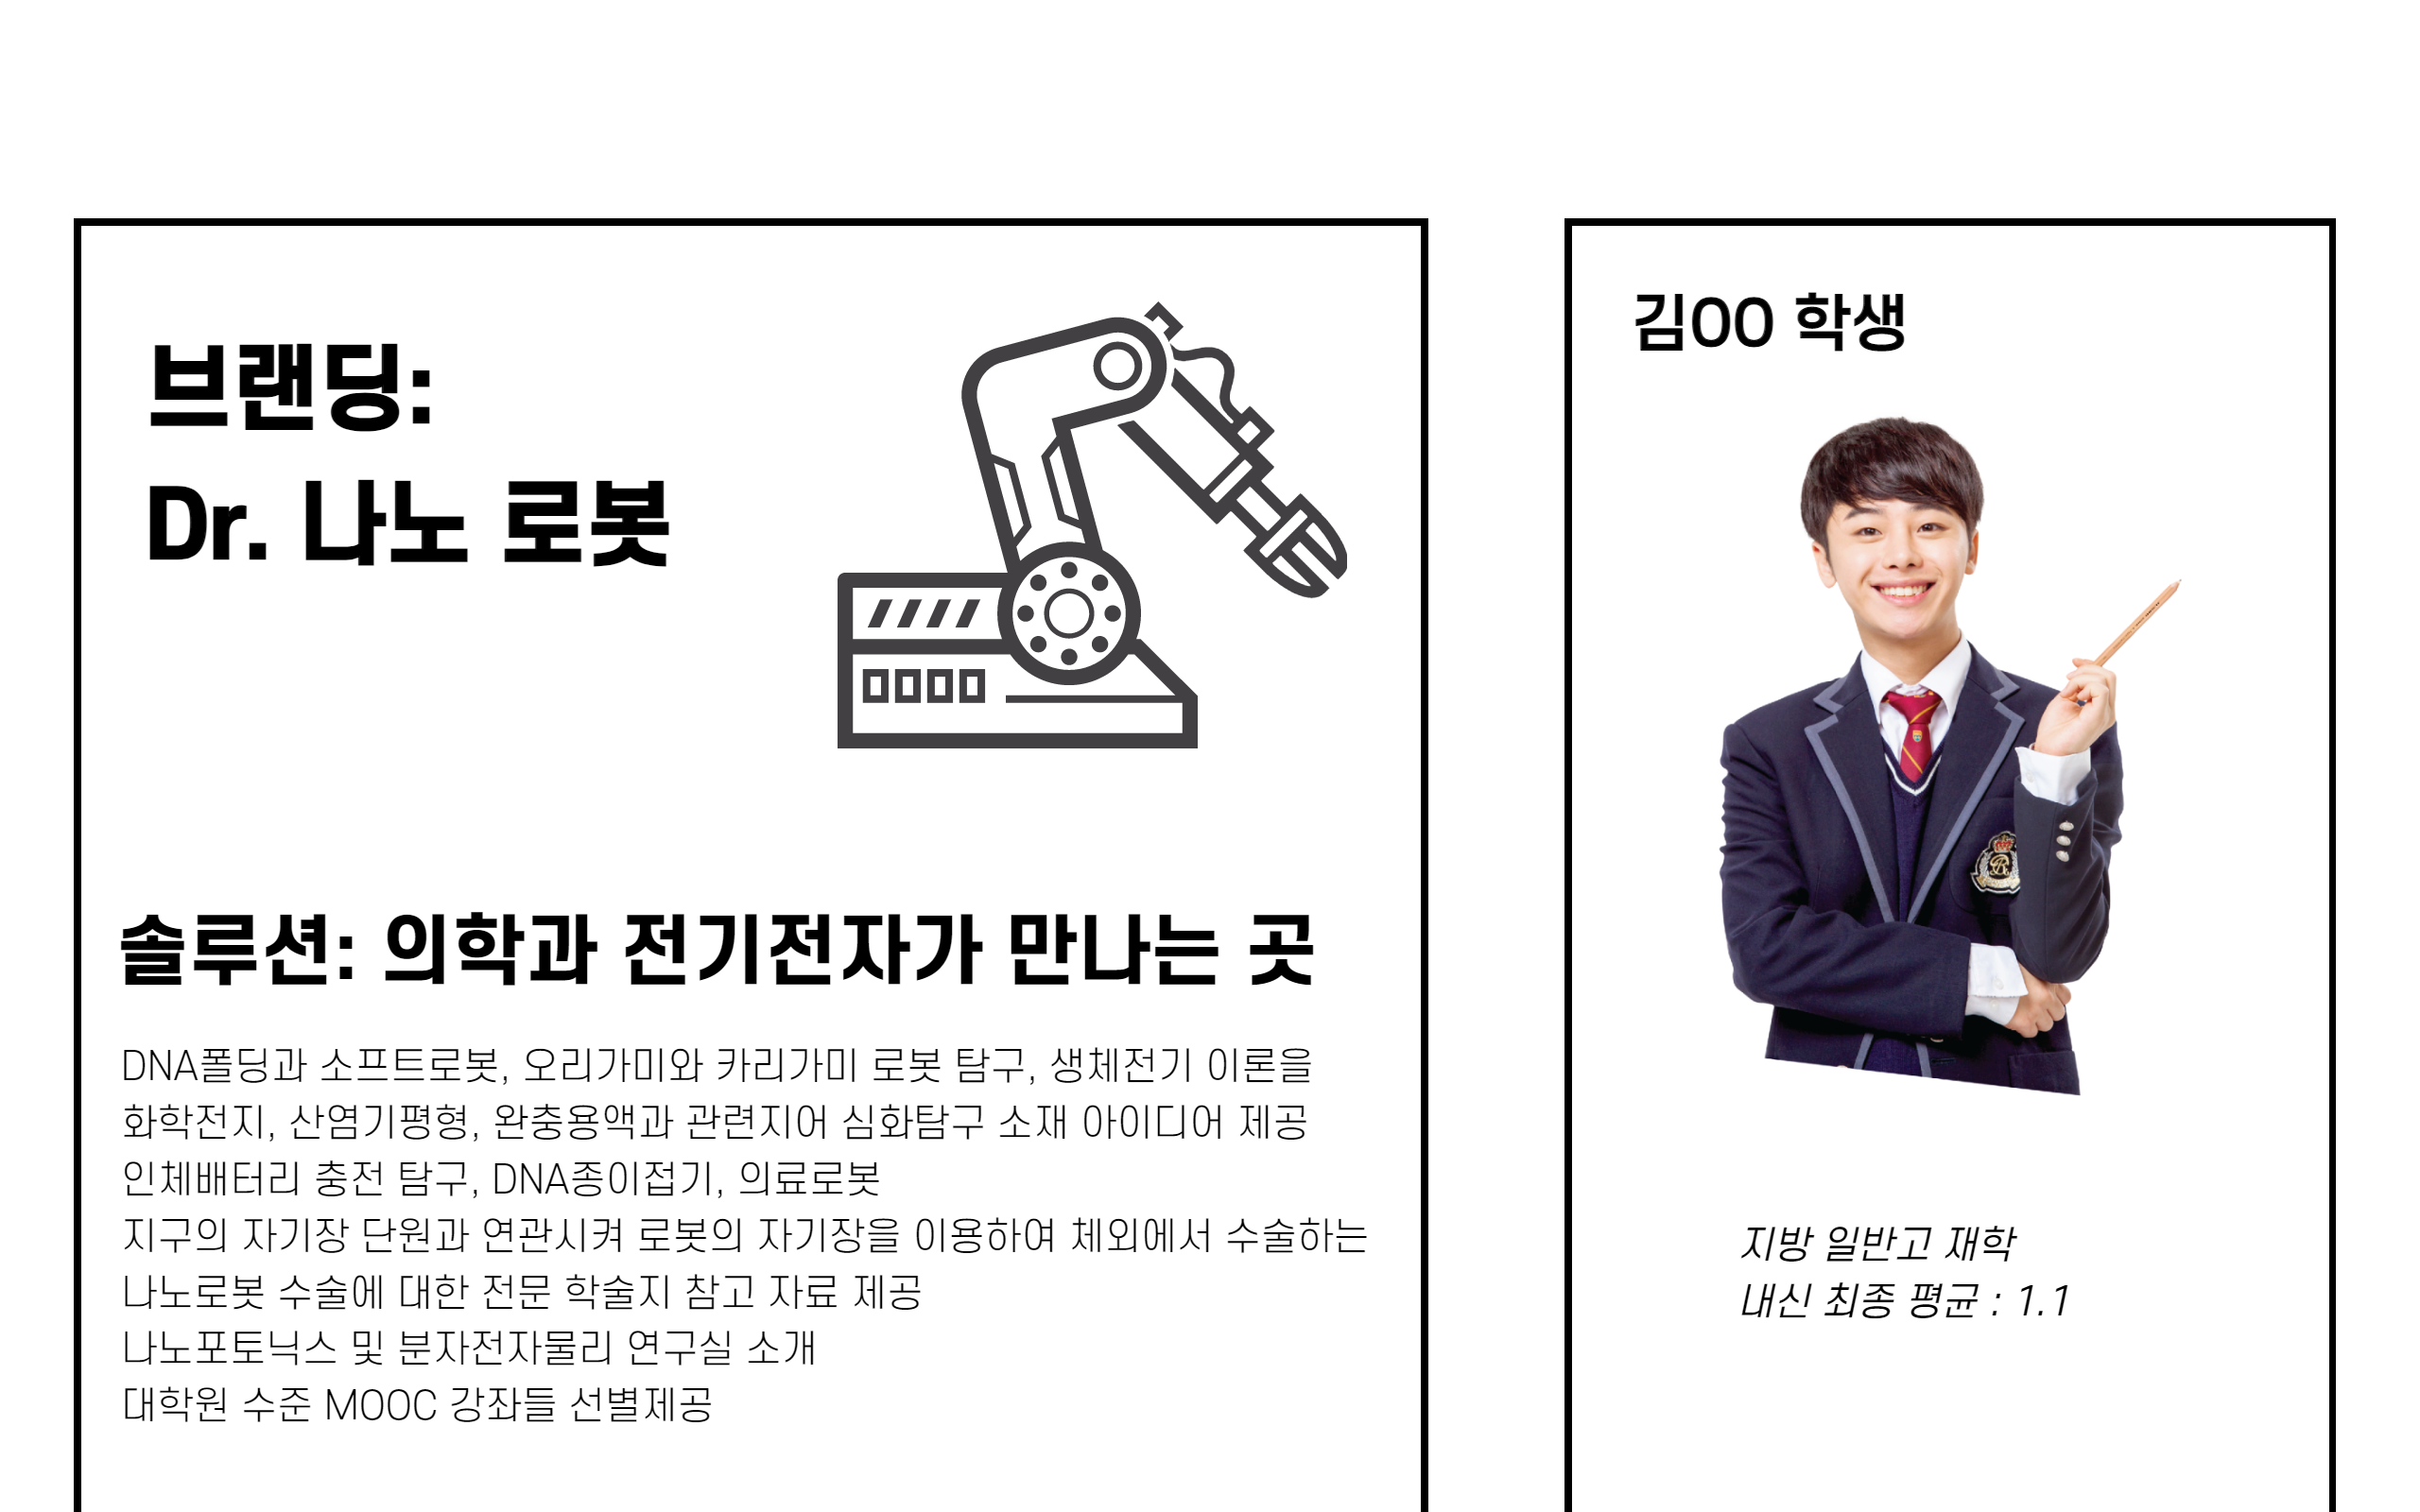 브랜딩:
Dr. 나노 로봇
솔루션: 의학과 전기전자가 만나는 곳
DNA폴딩과 소프트로봇, 오리가미와 카리가미 로봇 탐구, 생체전기 이론을
화학전지, 산염기평형, 완충용액과 관련지어 심화탐구 소재 아이디어 제공
인체배터리 충전 탐구, DNA종이접기, 의료로봇
지구의 자기장 단원과 연관시켜 로봇의 자기장을 이용하여 체외에서 수술하는
나노로봇 수술에 대한 전문 학술지 참고 자료 제공
나노포토닉스 및 분자전자물리 연구실 소개
대학원 수준 MOOC 강좌들 선별제공
김OO 학생
지방 일반고 재학
내신 최종 평균 : 1.1